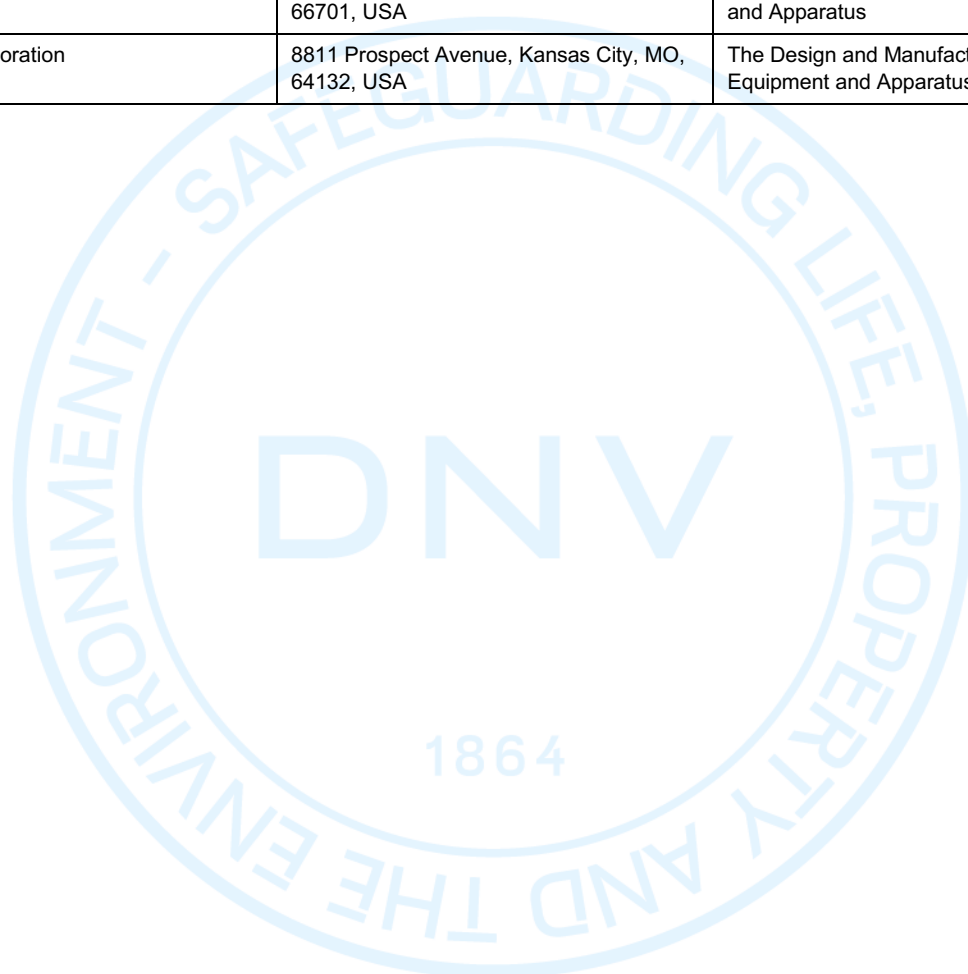 66701, USA
and Apparatus
oration
8811 Prospect Avenue, Kansas City, MO,
64132, USA
The Design and Manufact
Equipment and Apparatus
SAFEGUARDING LIFE, PROPERTY AND THE ENVIRONMENT -
DNV
1864